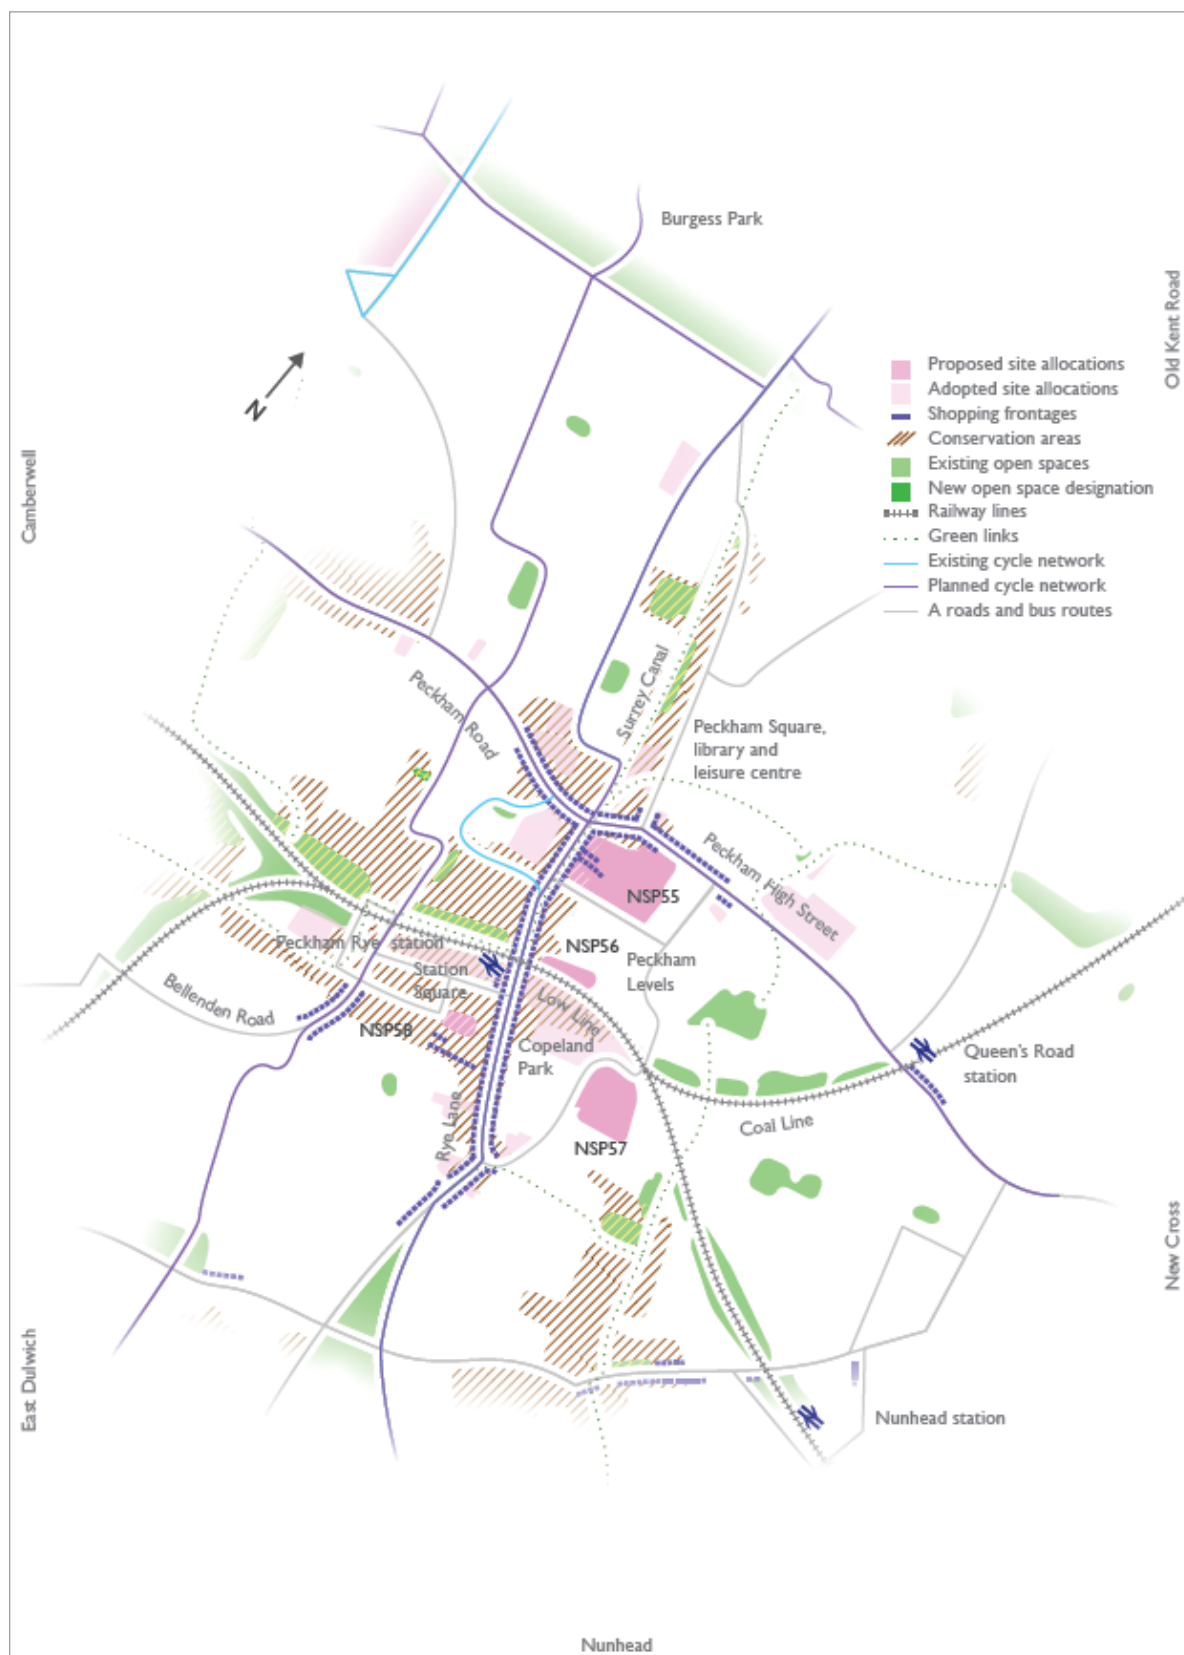 Burgess Park
Old Kent Road
Proposed site allocations
Adopted site allocations
Shopping frontages
Conservation areas
Existing open spaces
New open space designation
Railway lines
Green links
Existing cycle network
Planned cycle network
A roads and bus routes
N
Camberwell
Peckham Road
Surrey Canal
Peckham Square,
library and
leisure centre
Peckham High Street
NSP55
NSP56
Peckham
Levels
Peckham Rye station
Station
Square
Low Line
Bellenden Road
NSP58
Copeland
Park
Queen's Road
station
Coal Line
NSP57
Rye Lane
New Cross
East Dulwich
Nunhead station
Nunhead